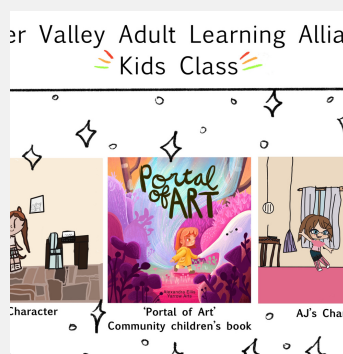 er Valley Adult Learning Allia
Kids Class
Portal
of ART
Character
'Portal of Art'
Community children's book
AJ's Cha